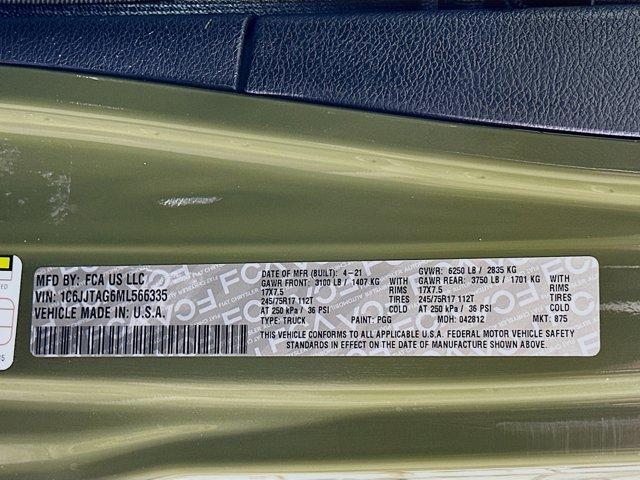 MFD BY: FCA US LLC
VIN: 1C6JJTAG6ML566335
VEHICLE MADE IN: U.S.A.
DATE OF MFR (BUILT): 4-21 GVWR: 6250 LB / 2835 KG
GAWR FRONT: 3100 LB / 1407 KG WITH GAWR REAR: 3750 LB / 1701 KG WITH
17X7.5 RIMS 17X7.5 RIMS
245/75R17 112T TIRES 245/75R17 112T TIRES
AT 250 kPa / 36 PSI COLD AT 250 kPa / 36 PSI COLD
TYPE: TRUCK PAINT: PGG MDH: 042812 MKT: 875
THIS VEHICLE CONFORMS TO ALL APPLICABLE U.S.A. FEDERAL MOTOR VEHICLE SAFETY
STANDARDS IN EFFECT ON THE DATE OF MANUFACTURE SHOWN ABOVE.